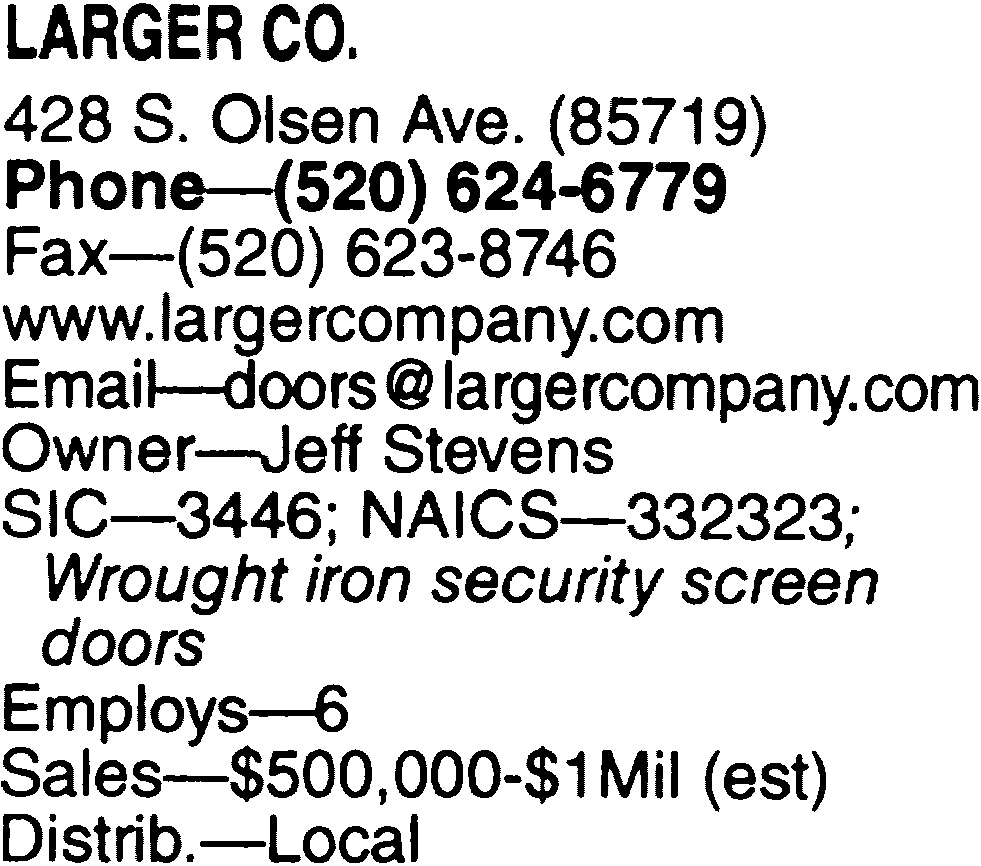 LARGER CO.
428 S. Olsen Ave. (85719)
Phone—(520) 624-6779
Fax—(520) 623-8746
www.largercompany.com
Email—doors@largercompany.com
Owner—Jeff Stevens
SIC—3446; NAICS—332323;
Wrought iron security screen
doors
Employs—6
Sales—$500,000-$1Mil (est)
Distrib.—Local